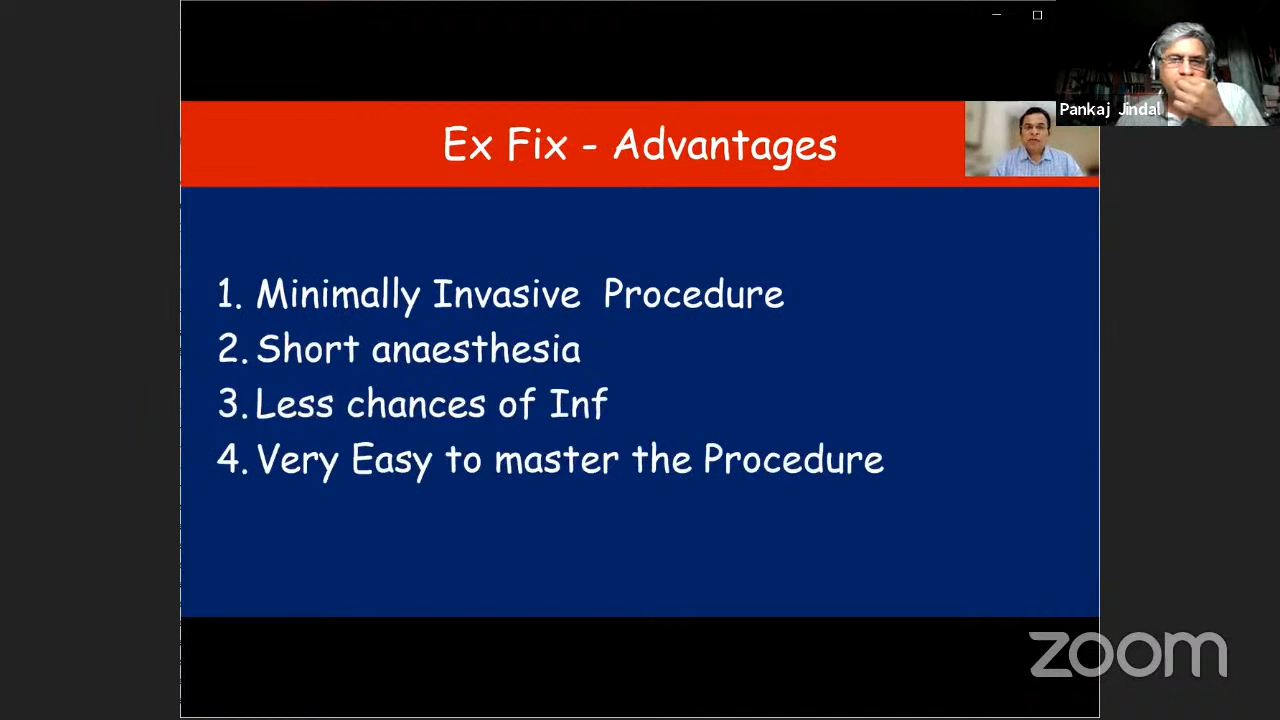 Pankaj Jindal
Ex Fix - Advantages
1. Minimally Invasive Procedure
2. Short anaesthesia
3. Less chances of Inf
4. Very Easy to master the Procedure
zoom